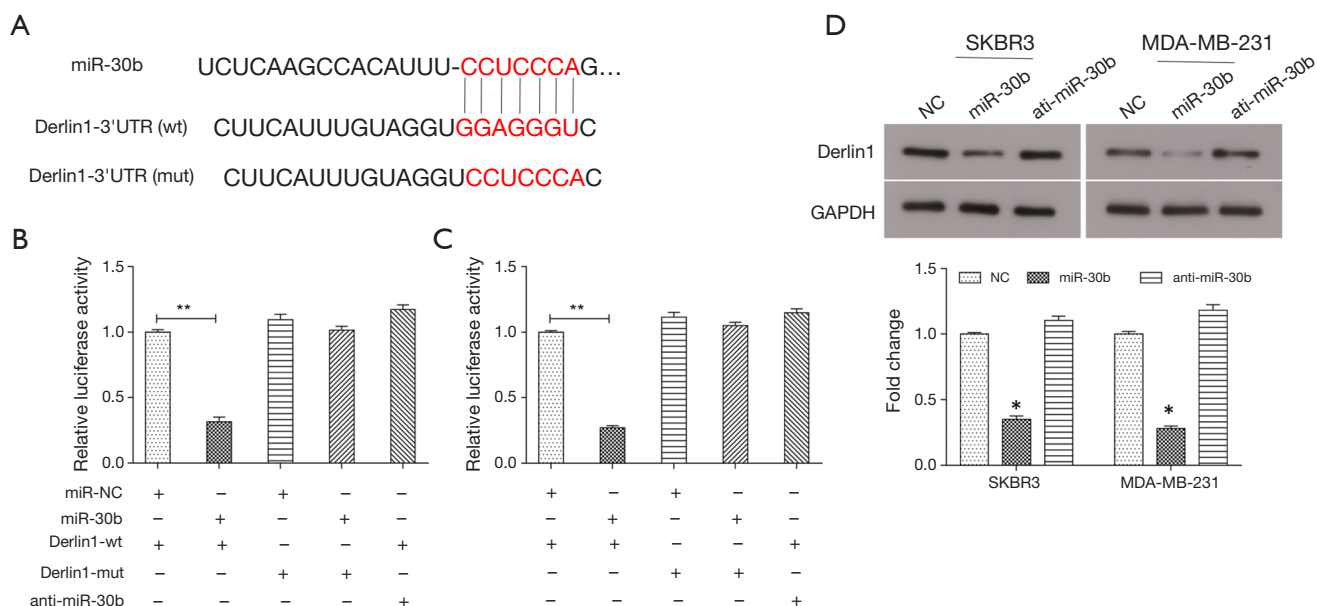 A
miR-30b UCUCAAGCCACAUUU-CCUCCCAG...
Derlin1-3'UTR (wt) CUUCAUUUGUAGGUGGAGGGUC
Derlin1-3'UTR (mut) CUUCAUUUGUAGGUCCUCCCAC
B
Relative luciferase activity
1.5
1.0
0.5
0.0
**
miR-NC + – + – –
miR-30b – + – + –
Derlin1-wt + + – – +
Derlin1-mut – – + + –
anti-miR-30b – – – – +
C
Relative luciferase activity
1.5
1.0
0.5
0.0
**
+ – + – –
– + – + –
+ + – – +
– – + + –
– – – – +
D
SKBR3 MDA-MB-231
NC miR-30b ati-miR-30b NC miR-30b ati-miR-30b
Derlin1
GAPDH
Fold change
1.5
1.0
0.5
0.0
NC miR-30b anti-miR-30b
* *
SKBR3 MDA-MB-231